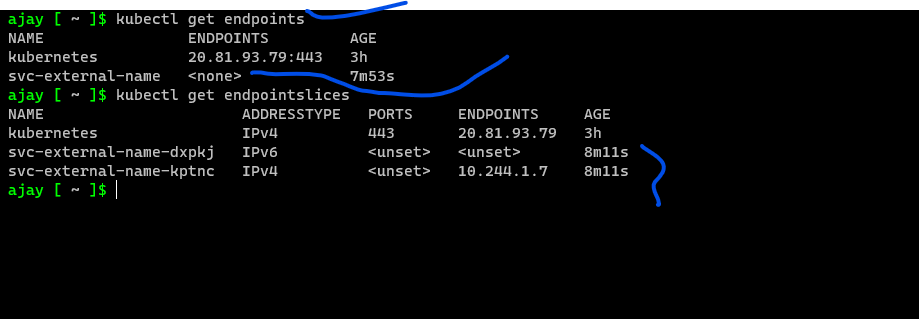 ajay [ ~ ]$ kubectl get endpoints
NAME ENDPOINTS AGE
kubernetes 20.81.93.79:443 3h
svc-external-name <none> 7m53s
ajay [ ~ ]$ kubectl get endpointslices
NAME ADDRESSTYPE PORTS ENDPOINTS AGE
kubernetes IPv4 443 20.81.93.79 3h
svc-external-name-dxpkj IPv6 <unset> <unset> 8m11s
svc-external-name-kptnc IPv4 <unset> 10.244.1.7 8m11s
ajay [ ~ ]$